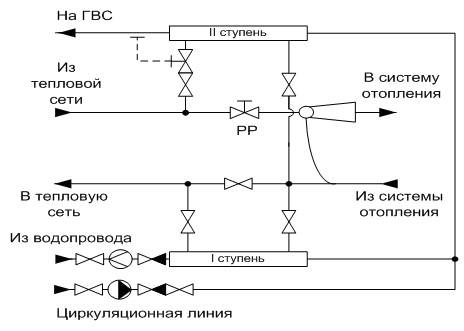 На ГВС
II ступень
Из
тепловой
сети
В систему
отопления
РР
В тепловую
сеть
Из системы
отопления
Из водопровода
I ступень
Циркуляционная линия